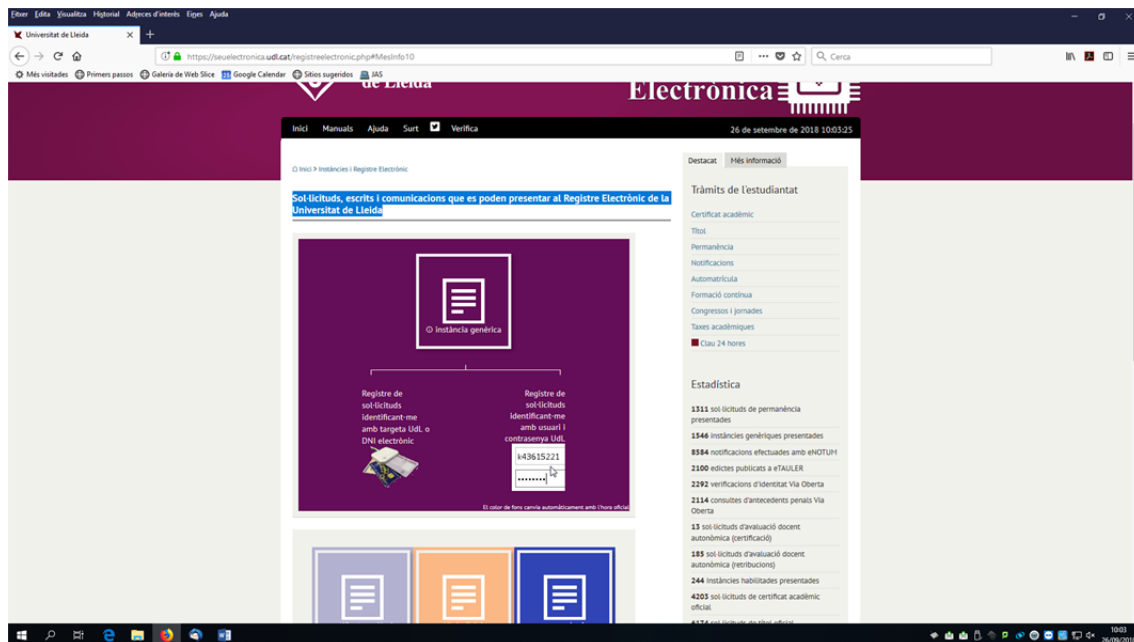 Fitxer Edita Visualitza Historial Adreces d'interès Eines Ajuda
Universitat de Lleida
https://seuelectronica.udl.cat/registreelectronic.php#MesInfo10
Cerca
Més visitades Primers passos Galería de Web Slice Google Calendar Sitios sugeridos JAS
de Lleida
Electrònica
Inici Manuals Ajuda Surt Verifica
26 de setembre de 2018 10:03:25
Inici > Instàncies i Registre Electrònic
Sol·licituds, escrits i comunicacions que es poden presentar al Registre Electrònic de la
Universitat de Lleida
instància genèrica
Registre de
sol·licituds
identificant-me
amb targeta UdL o
DNI electrònic
Registre de
sol·licituds
identificant-me
amb usuari i
contrasenya UdL
k43615221
El color de fons canvia automàticament amb l'hora oficial
Destacat Més informació
Tràmits de l'estudiantat
Certificat acadèmic
Títol
Permanència
Notificacions
Automatrícula
Formació contínua
Congressos i jornades
Taxes acadèmiques
Clau 24 hores
Estadística
1311 sol·licituds de permanència
presentades
1546 instàncies genèriques presentades
8584 notificacions efectuades amb eNOTUM
2100 edictes publicats a eTAULER
2292 verificacions d'identitat Via Oberta
2114 consultes d'antecedents penals Via
Oberta
13 sol·licituds d'avaluació docent
autonòmica (certificació)
185 sol·licituds d'avaluació docent
autonòmica (retribucions)
244 Instàncies habilitades presentades
4203 sol·licituds de certificat acadèmic
oficial
10:03